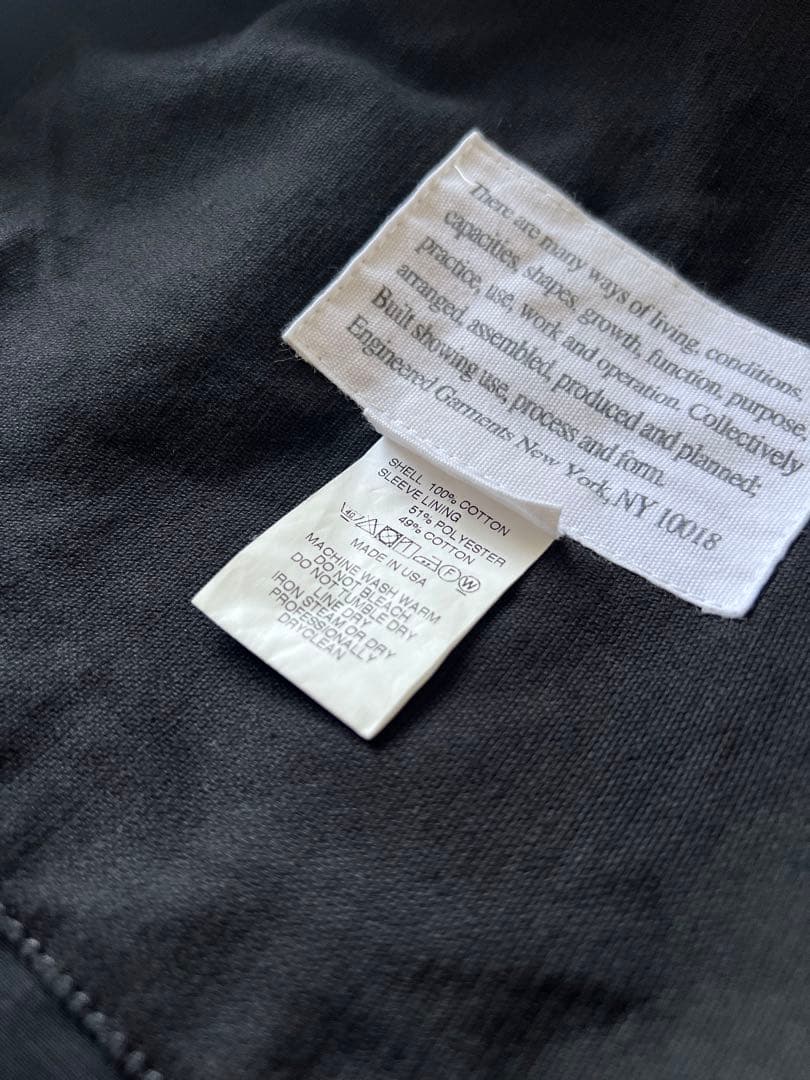 There are many ways of living, conditions,
capacities, shapes, growth, function, purpose,
practice, use, work and operation. Collectively
arranged, assembled, produced and planned;
Built showing use, process and form.
Engineered Garments New York, NY 10018
SHELL 100% COTTON
SLEEVE LINING
51% POLYESTER
49% COTTON
40 F W
MADE IN USA
MACHINE WASH WARM
DO NOT BLEACH
DO NOT TUMBLE DRY
LINE DRY
IRON STEAM OR DRY
PROFESSIONALLY
DRY CLEAN